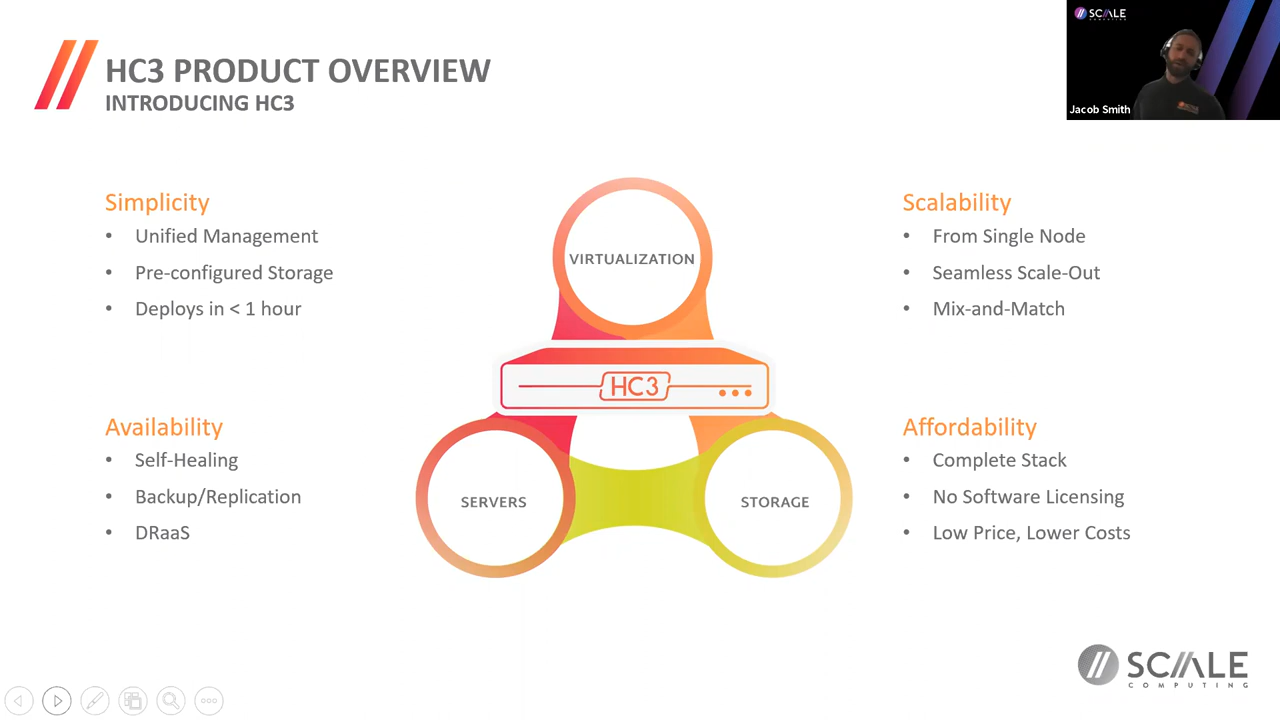 HC3 PRODUCT OVERVIEW
INTRODUCING HC3
SCALE
COMPUTING
Jacob Smith
Simplicity
• Unified Management
• Pre-configured Storage
• Deploys in < 1 hour
Availability
• Self-Healing
• Backup/Replication
• DRaaS
VIRTUALIZATION
HC3
SERVERS
STORAGE
Scalability
• From Single Node
• Seamless Scale-Out
• Mix-and-Match
Affordability
• Complete Stack
• No Software Licensing
• Low Price, Lower Costs
SCALE
COMPUTING